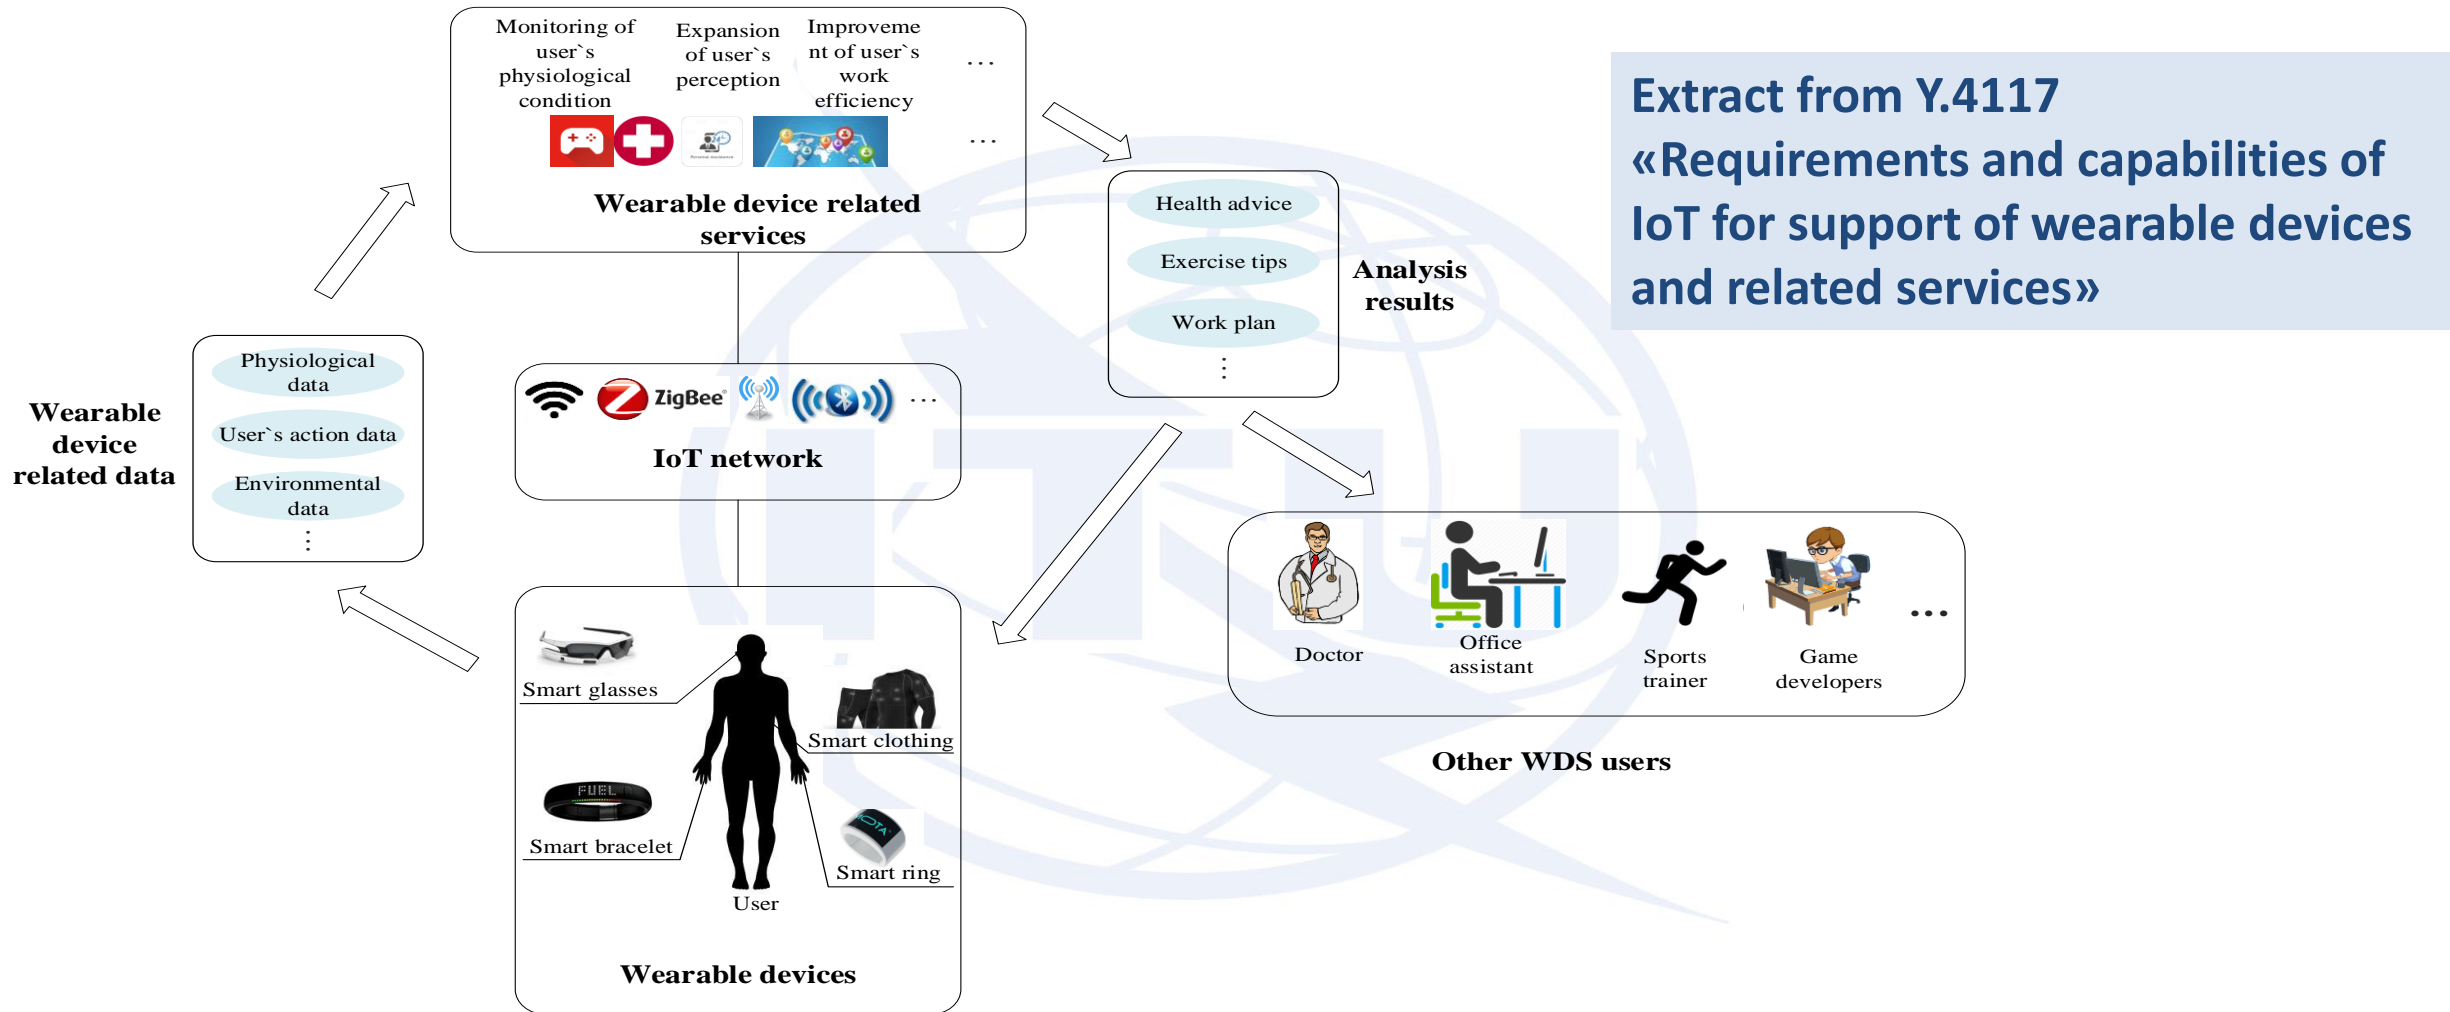 Monitoring of
user`s
physiological
condition
Expansion
of user`s
perception
Improveme
nt of user`s
work
efficiency
...
Personal Assistance
...
Wearable device related
services
Extract from Y.4117
«Requirements and capabilities of
IoT for support of wearable devices
and related services»
Health advice
Exercise tips
Work plan
...
Analysis
results
Wearable
device
related data
Physiological
data
User`s action data
Environmental
data
...
ZigBee®
...
IoT network
Smart glasses
Smart clothing
FUEL
Smart bracelet
Smart ring
User
Wearable devices
Doctor
Office
assistant
Sports
trainer
Game
developers
...
Other WDS users
ITU